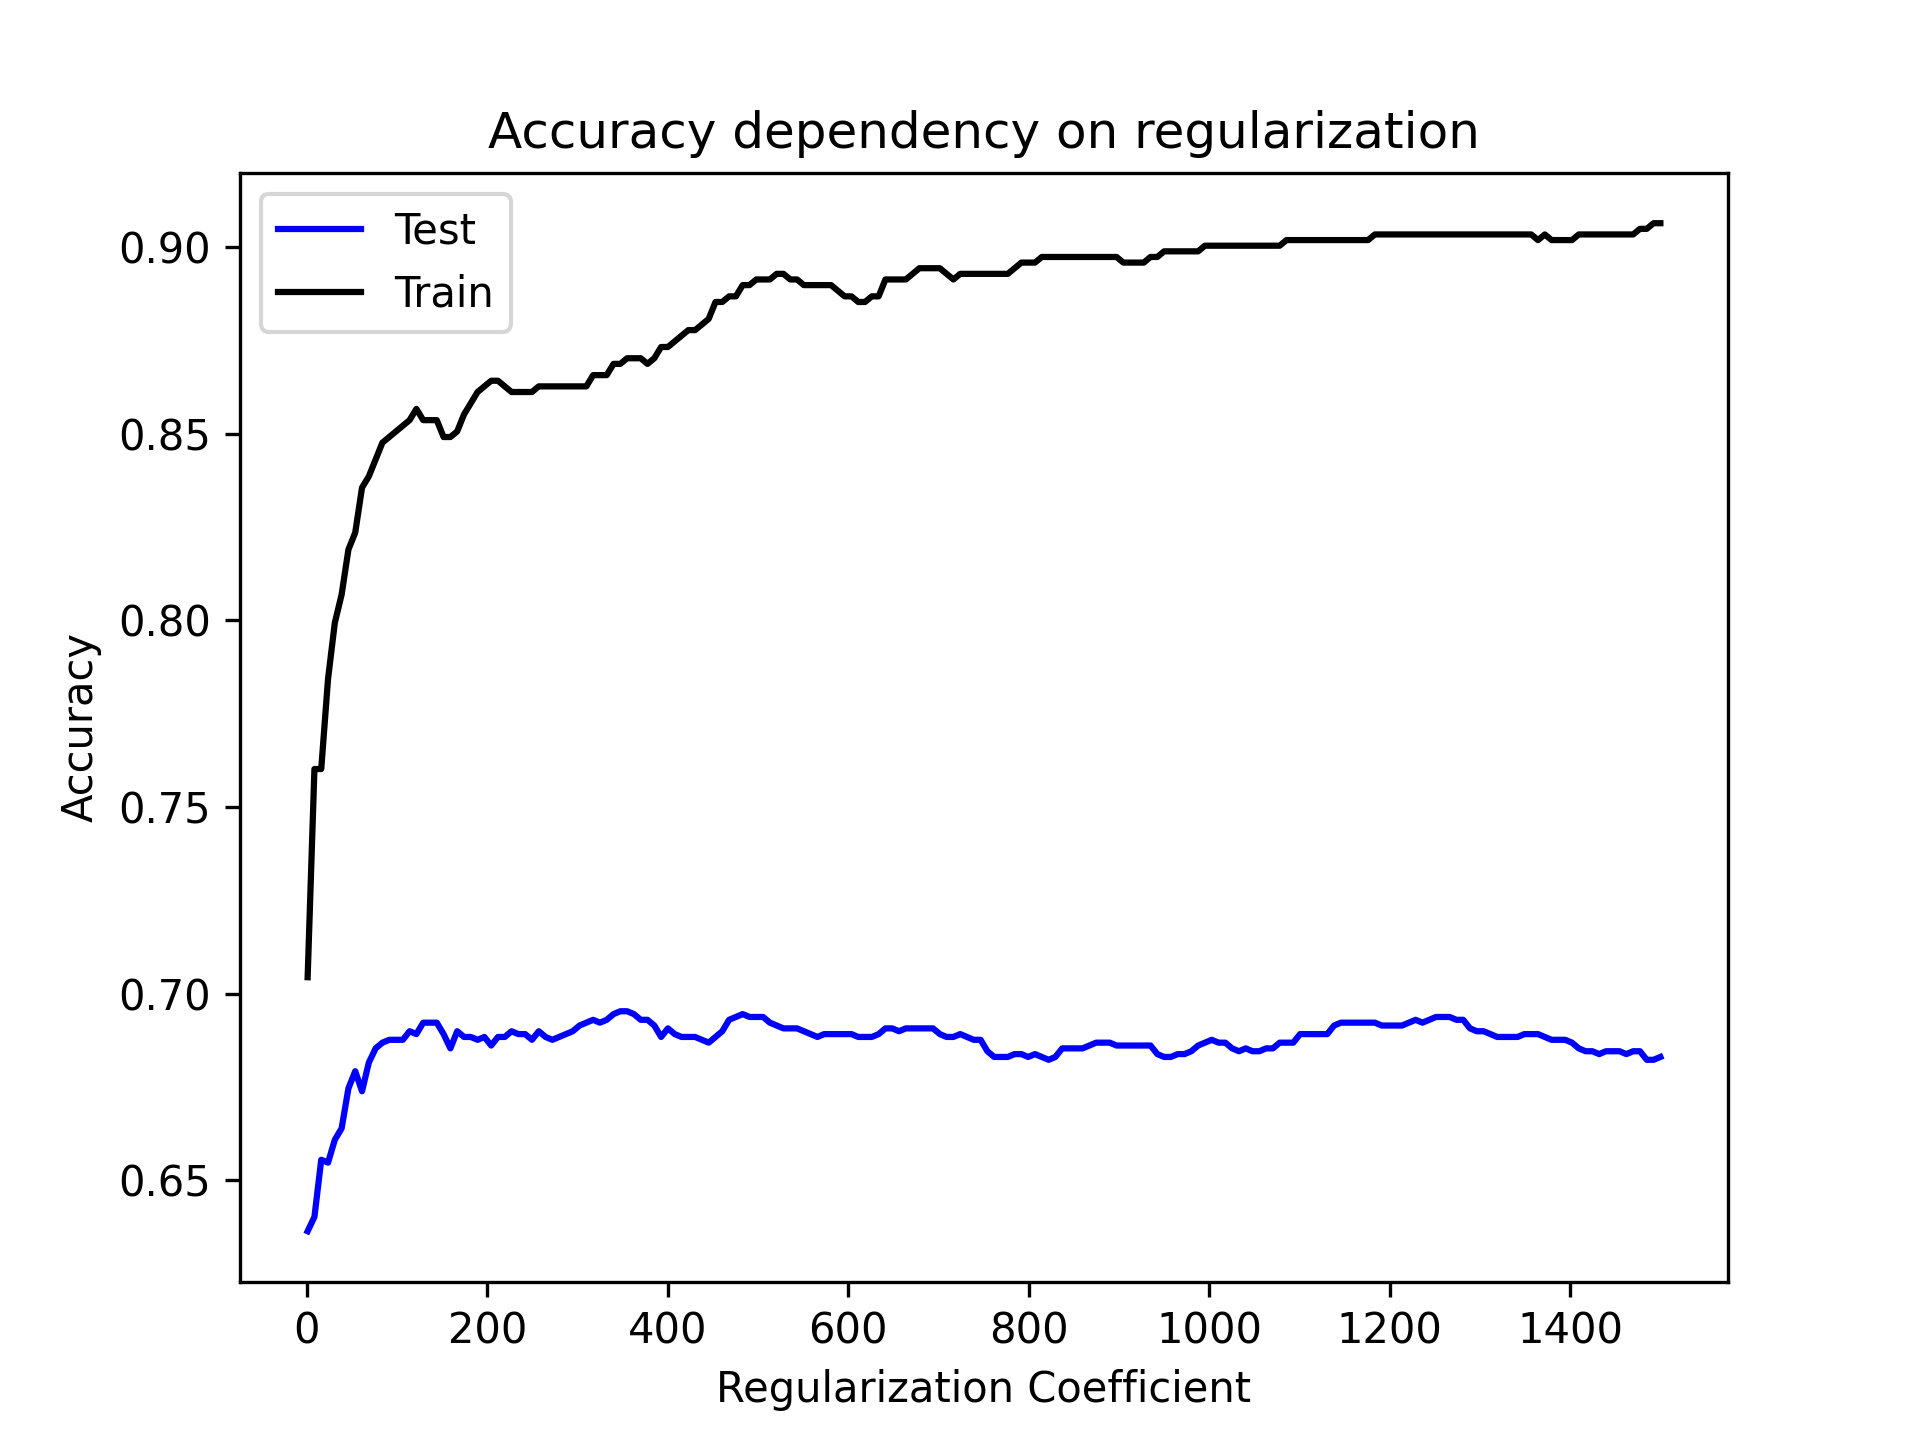 Accuracy dependency on regularization
Test
Train
0.90
0.85
0.80
0.75
0.70
0.65
Accuracy
0 200 400 600 800 1000 1200 1400
Regularization Coefficient